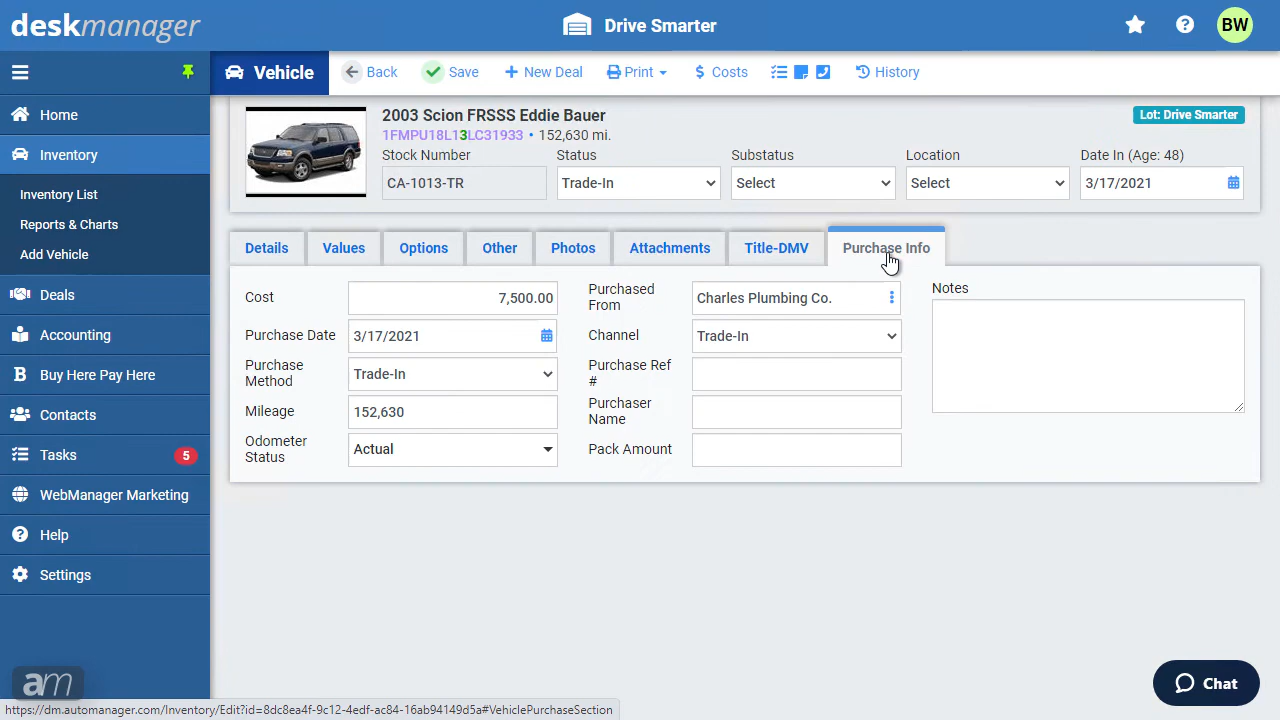 deskmanager
Drive Smarter
BW
Vehicle
Back
Save
New Deal
Print
$ Costs
History
Home
Inventory
Inventory List
Reports & Charts
Add Vehicle
Deals
Accounting
Buy Here Pay Here
Contacts
Tasks 5
WebManager Marketing
Help
Settings
am
2003 Scion FRSSS Eddie Bauer
1FMPU18L13LC31933 • 152,630 mi.
Lot: Drive Smarter
Stock Number
CA-1013-TR
Status
Trade-In
Substatus
Select
Location
Select
Date In (Age: 48)
3/17/2021
Details
Values
Options
Other
Photos
Attachments
Title-DMV
Purchase Info
Cost
7,500.00
Purchase Date
3/17/2021
Purchase
Method
Trade-In
Mileage
152,630
Odometer
Status
Actual
Purchased
From
Charles Plumbing Co.
Channel
Trade-In
Purchase Ref
#
Purchaser
Name
Pack Amount
Notes
Chat
https://dm.automanager.com/Inventory/Edit?id=8dc8ea4f-9c12-4edf-ac84-16ab94149d5a#VehiclePurchaseSection